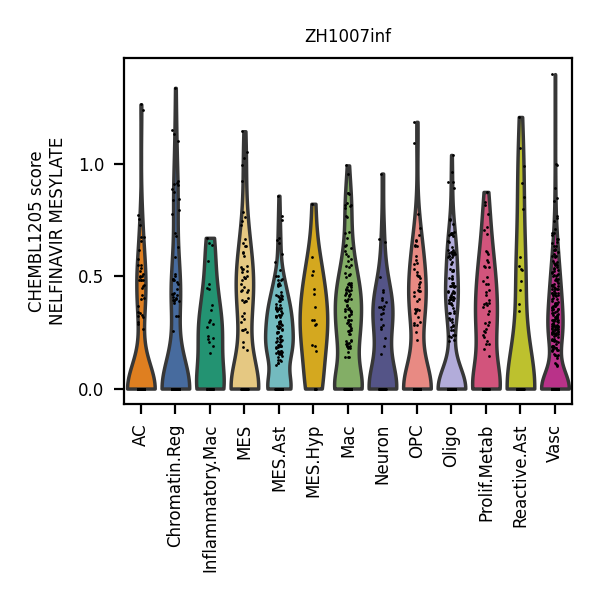 ZH1007inf
CHEMBL1205 score
NELFINAVIR MESYLATE
1.0
0.5
0.0
AC
Chromatin.Reg
Inflammatory.Mac
MES
MES.Ast
MES.Hyp
Mac
Neuron
OPC
Oligo
Prolif.Metab
Reactive.Ast
Vasc